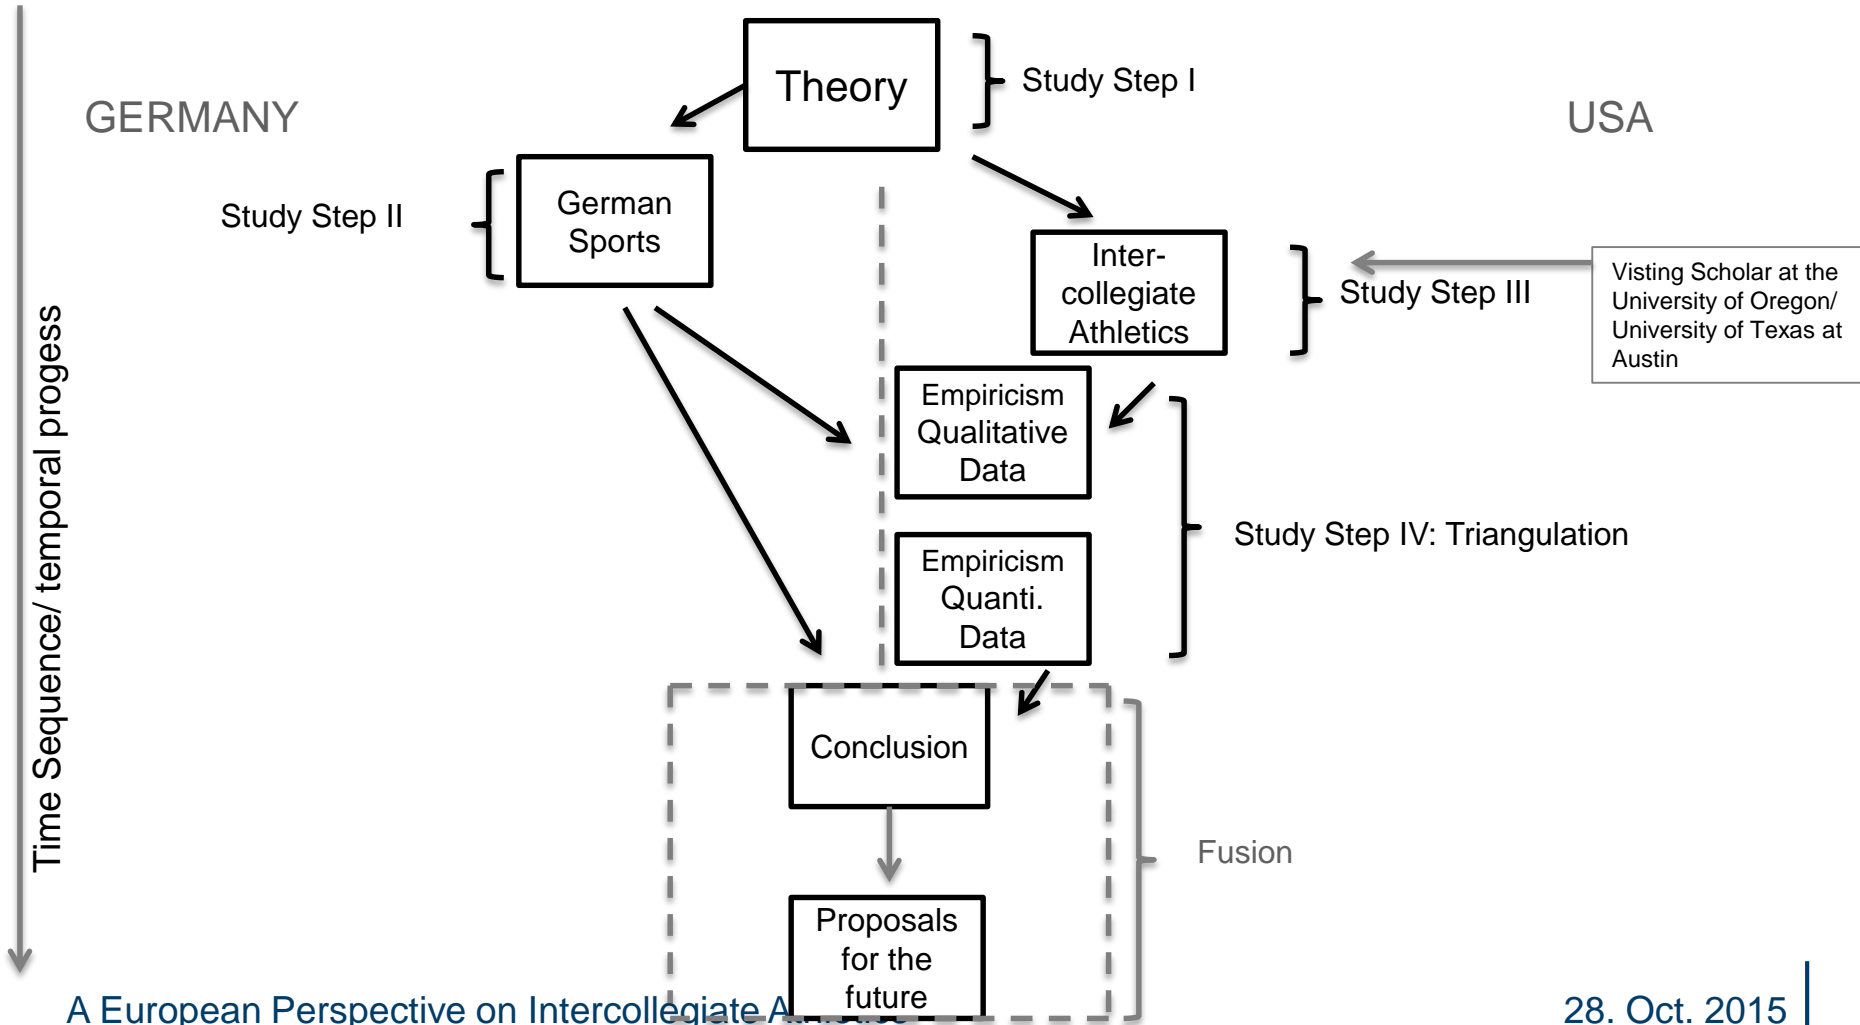 Theory
Study Step I
GERMANY
USA
Study Step II
German
Sports
Inter-
collegiate
Athletics
Study Step III
Visting Scholar at the
University of Oregon/
University of Texas at
Austin
Time Sequence/ temporal progess
Empiricism
Qualitative
Data
Study Step IV: Triangulation
Empiricism
Quanti.
Data
Conclusion
Fusion
Proposals
for the
future
A European Perspective on Intercollegiate Athletics
28. Oct. 2015